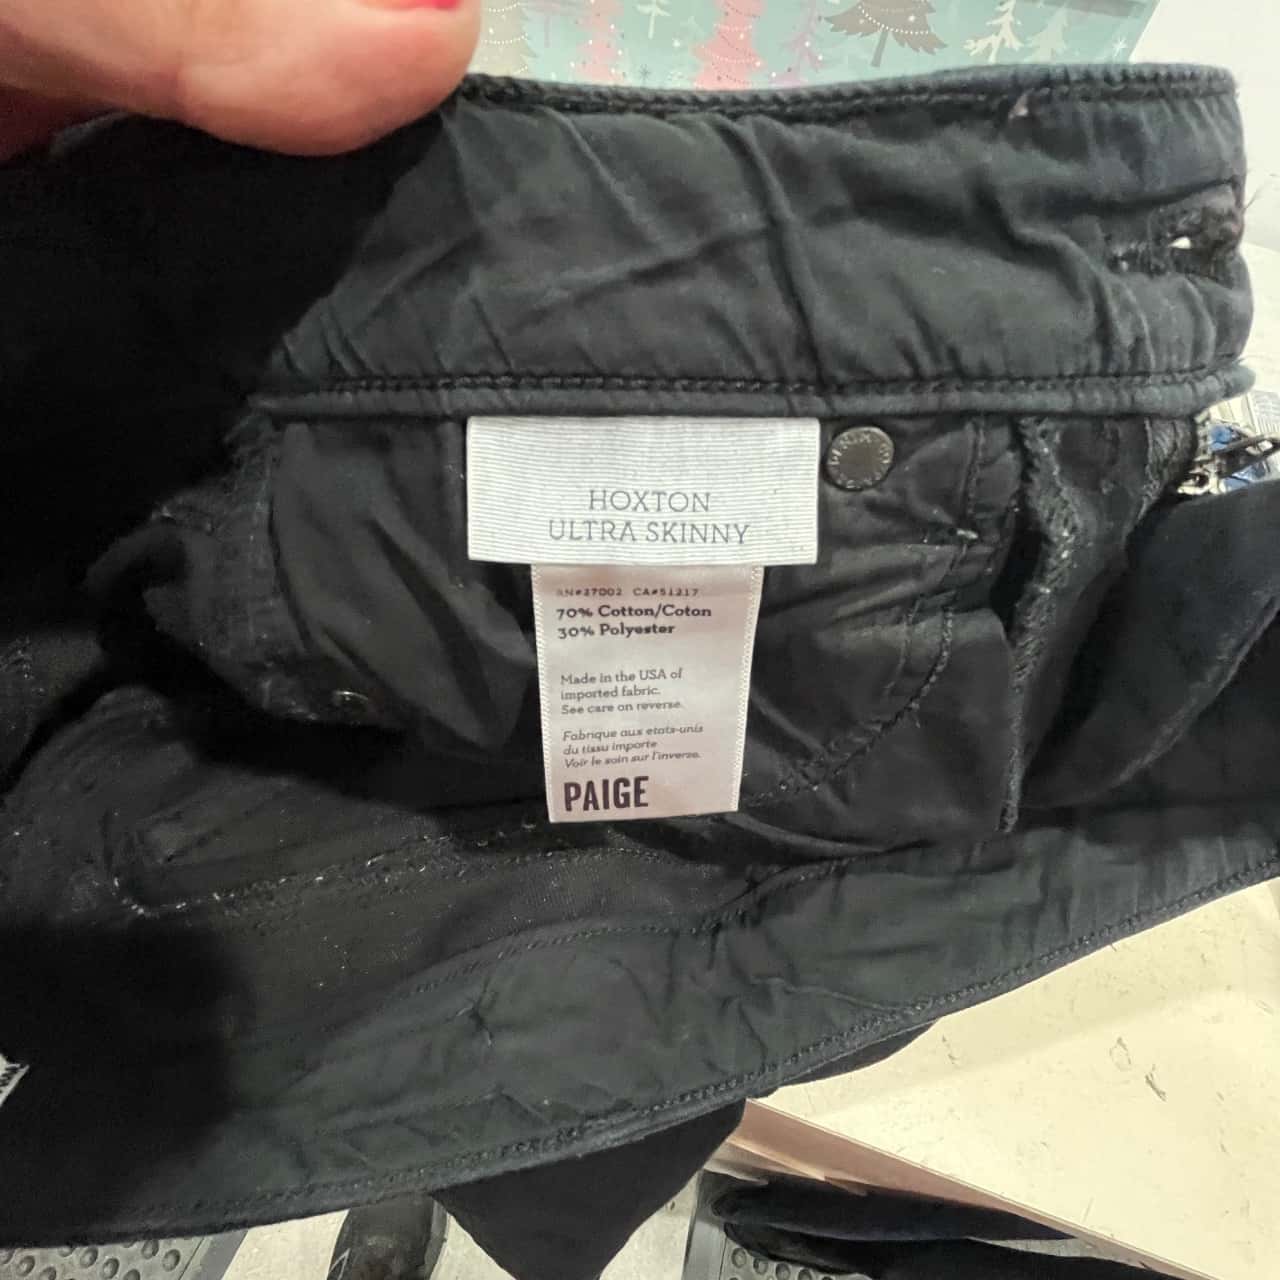 HOXTON
ULTRA SKINNY
RN#37002 CA#51217
70% Cotton/Coton
30% Polyester
Made in the USA of
imported fabric.
See care on reverse.
Fabrique aux etats-unis
du tissu importe
Voir le soin sur l'inverse.
PAIGE